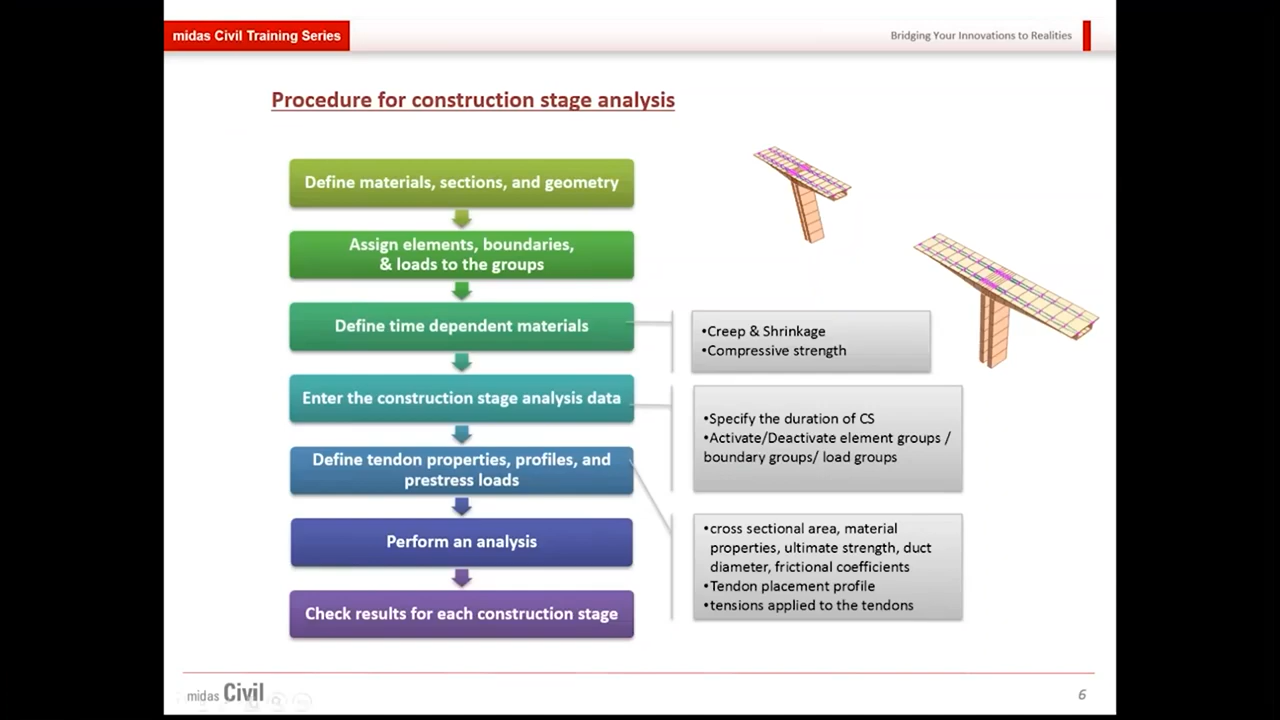 midas Civil Training Series
Bridging Your Innovations to Realities
Procedure for construction stage analysis
Define materials, sections, and geometry
Assign elements, boundaries,
& loads to the groups
Define time dependent materials
•Creep & Shrinkage
•Compressive strength
Enter the construction stage analysis data
•Specify the duration of CS
•Activate/Deactivate element groups /
boundary groups/ load groups
Define tendon properties, profiles, and
prestress loads
•cross sectional area, material
properties, ultimate strength, duct
diameter, frictional coefficients
•Tendon placement profile
•tensions applied to the tendons
Perform an analysis
Check results for each construction stage
midas Civil
6